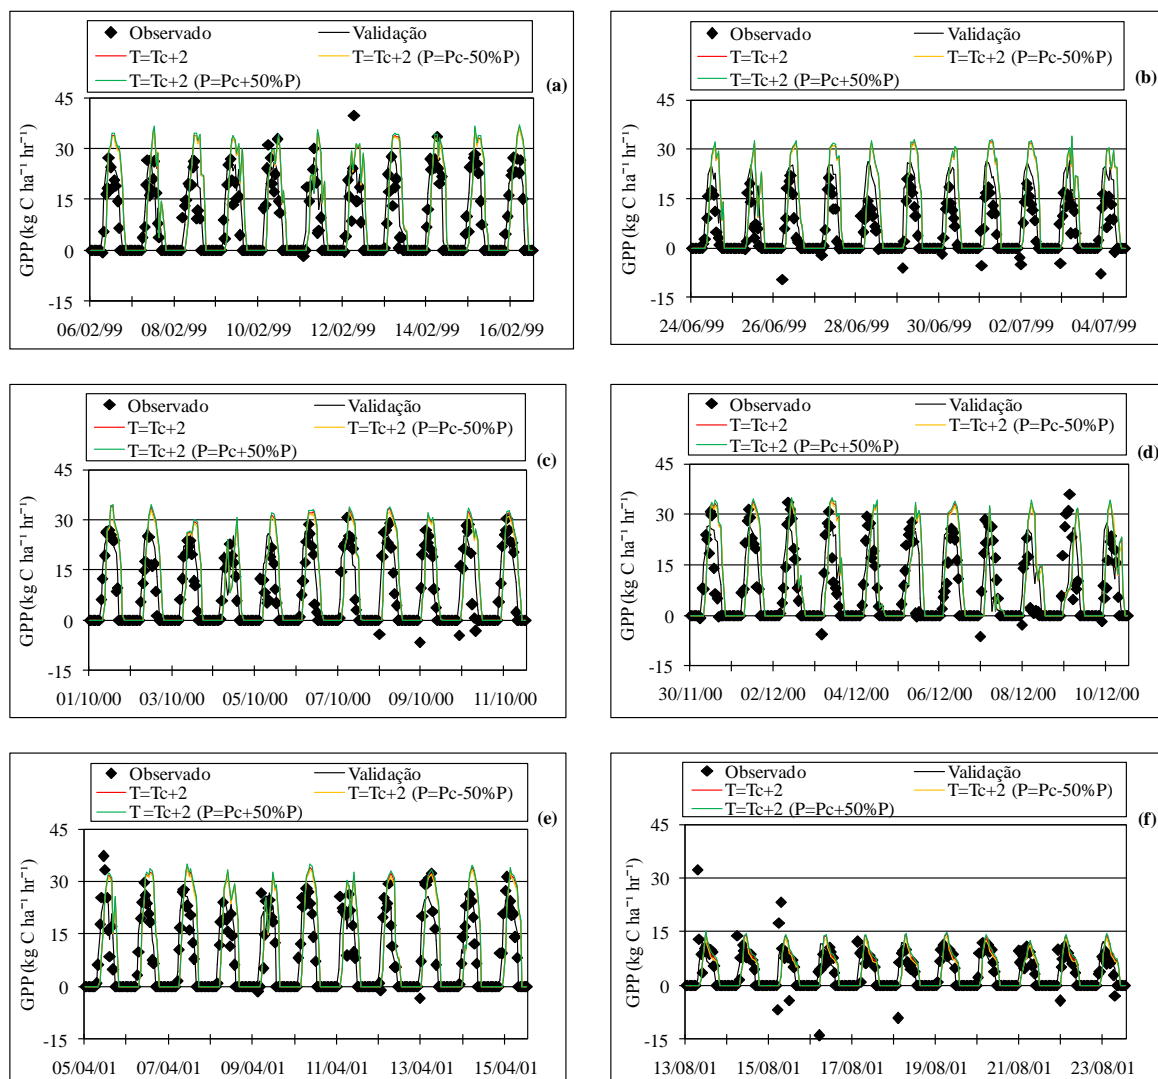 Observado Validação
T=Tc+2 T=Tc+2 (P=Pc-50%P)
T=Tc+2 (P=Pc+50%P)
(a)
GPP (kg C ha⁻¹ hr⁻¹)
45
30
15
0
-15
06/02/99 08/02/99 10/02/99 12/02/99 14/02/99 16/02/99
Observado Validação
T=Tc+2 T=Tc+2 (P=Pc-50%P)
T=Tc+2 (P=Pc+50%P)
(b)
GPP (kg C ha⁻¹ hr⁻¹)
45
30
15
0
-15
24/06/99 26/06/99 28/06/99 30/06/99 02/07/99 04/07/99
Observado Validação
T=Tc+2 T=Tc+2 (P=Pc-50%P)
T=Tc+2 (P=Pc+50%P)
(c)
GPP (kg C ha⁻¹ hr⁻¹)
45
30
15
0
-15
01/10/00 03/10/00 05/10/00 07/10/00 09/10/00 11/10/00
Observado Validação
T=Tc+2 T=Tc+2 (P=Pc-50%P)
T=Tc+2 (P=Pc+50%P)
(d)
GPP (kg C ha⁻¹ hr⁻¹)
45
30
15
0
-15
30/11/00 02/12/00 04/12/00 06/12/00 08/12/00 10/12/00
Observado Validação
T=Tc+2 T=Tc+2 (P=Pc-50%P)
T =Tc+2 (P=Pc+50%P)
(e)
GPP (kg C ha⁻¹ hr⁻¹)
45
30
15
0
-15
05/04/01 07/04/01 09/04/01 11/04/01 13/04/01 15/04/01
Observado Validação
T=Tc+2 T=Tc+2 (P=Pc-50%P)
T=Tc+2 (P=Pc+50%P)
(f)
GPP (kg C ha⁻¹ hr⁻¹)
45
30
15
0
-15
13/08/01 15/08/01 17/08/01 19/08/01 21/08/01 23/08/01